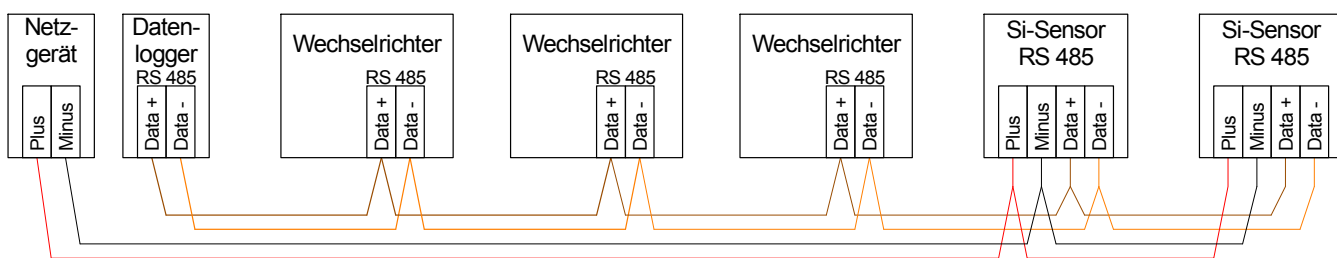 Netz-
gerät
Plus
Minus
Daten-
logger
RS 485
Data +
Data -
Wechselrichter
RS 485
Data +
Data -
Wechselrichter
RS 485
Data +
Data -
Wechselrichter
RS 485
Data +
Data -
Si-Sensor
RS 485
Plus
Minus
Data +
Data -
Si-Sensor
RS 485
Plus
Minus
Data +
Data -